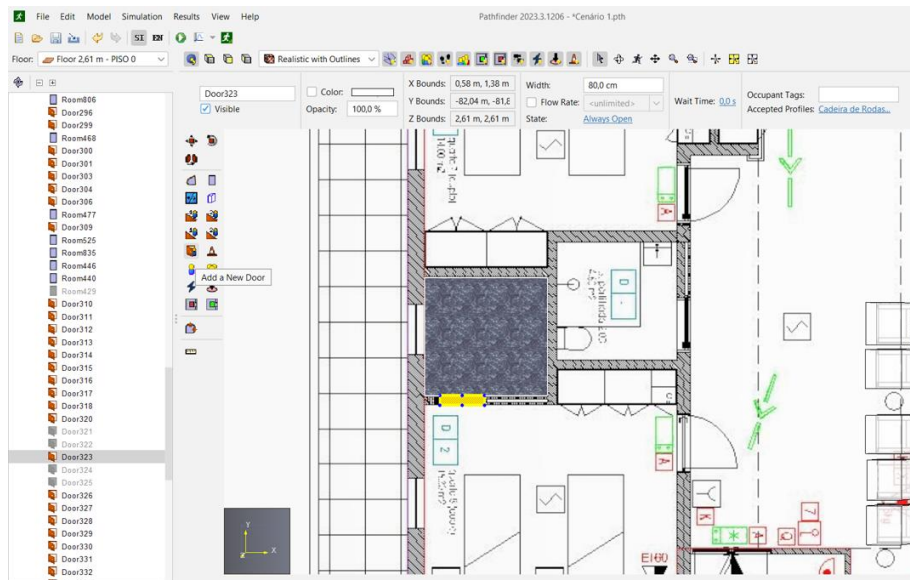 File Edit Model Simulation Results View Help
Pathfinder 2023.3.1206 - *Cenário 1.pth
SI EN
Floor: Floor 2,61 m - PISO 0
Realistic with Outlines
Door323
Visible
Color:
Opacity: 100,0 %
X Bounds: 0,58 m, 1,38 m
Y Bounds: -82,04 m, -81,8
Z Bounds: 2,61 m, 2,61 m
Width: 80,0 cm
Flow Rate: <unlimited>
State: Always Open
Wait Time: 0,0 s
Occupant Tags:
Accepted Profiles: Cadeira de Rodas...
Room806
Door296
Door299
Room468
Door300
Door301
Door303
Door304
Door306
Room477
Door309
Room525
Room835
Room446
Room440
Room429
Door310
Door311
Door312
Door313
Door314
Door315
Door316
Door317
Door318
Door320
Door321
Door322
Door323
Door324
Door325
Door326
Door327
Door328
Door329
Door330
Door331
Door332
Add a New Door
D
D
2
A
K
A
Q
EI60
Y
X
Z